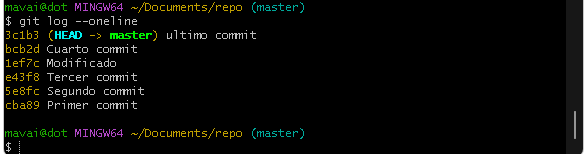 mavai@dot MINGW64 ~/Documents/repo (master)
$ git log --oneline
3c1b3 (HEAD -> master) ultimo commit
bcb2d Cuarto commit
1ef7c Modificado
e43f8 Tercer commit
5e8fc Segundo commit
cba89 Primer commit
mavai@dot MINGW64 ~/Documents/repo (master)
$